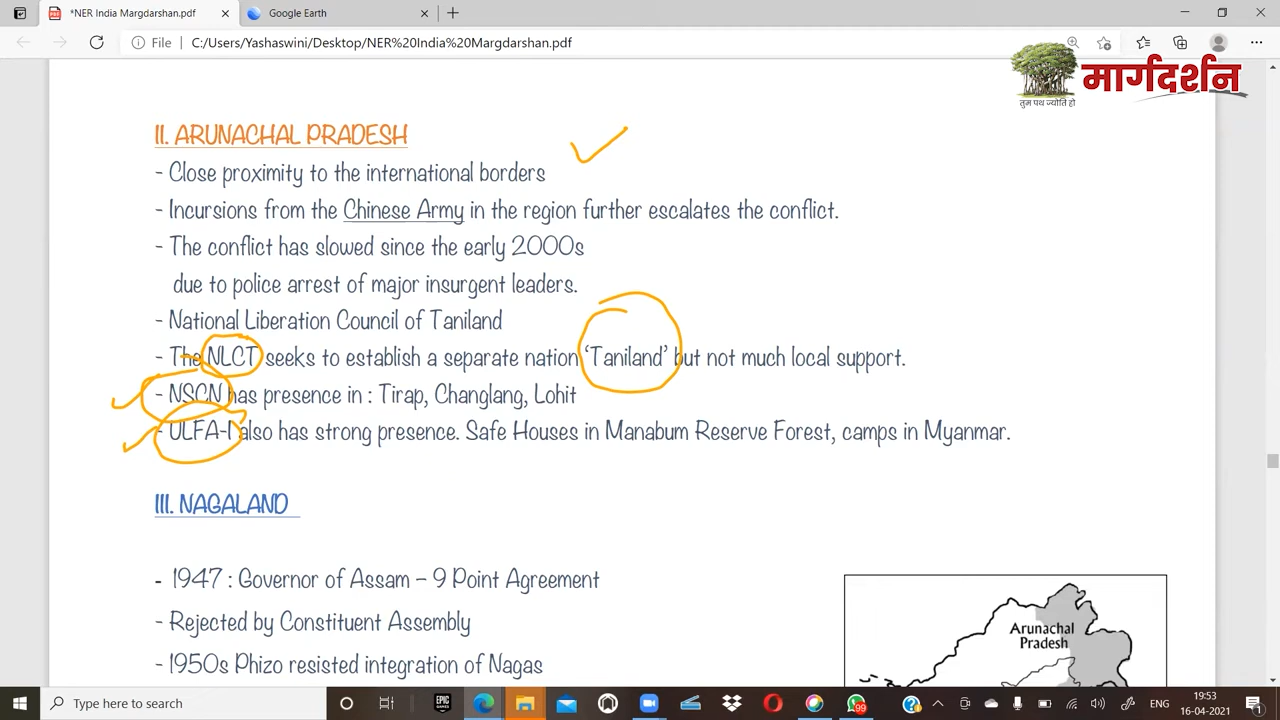 *NER India Margdarshan.pdf
Google Earth
File
C:/Users/Yashaswini/Desktop/NER%20India%20Margdarshan.pdf
मार्गदर्शन
तुम पथ ज्योति हो
II. ARUNACHAL PRADESH
- Close proximity to the international borders
- Incursions from the Chinese Army in the region further escalates the conflict.
- The conflict has slowed since the early 2000s
due to police arrest of major insurgent leaders.
- National Liberation Council of Taniland
- The NLCT seeks to establish a separate nation ‘Taniland’ but not much local support.
- NSCN has presence in : Tirap, Changlang, Lohit
- ULFA-I also has strong presence. Safe Houses in Manabum Reserve Forest, camps in Myanmar.
III. NAGALAND
- 1947 : Governor of Assam – 9 Point Agreement
- Rejected by Constituent Assembly
- 1950s Phizo resisted integration of Nagas
Arunachal
Pradesh
Type here to search
EPIC
GAMES
99
ENG
19:53
16-04-2021
1